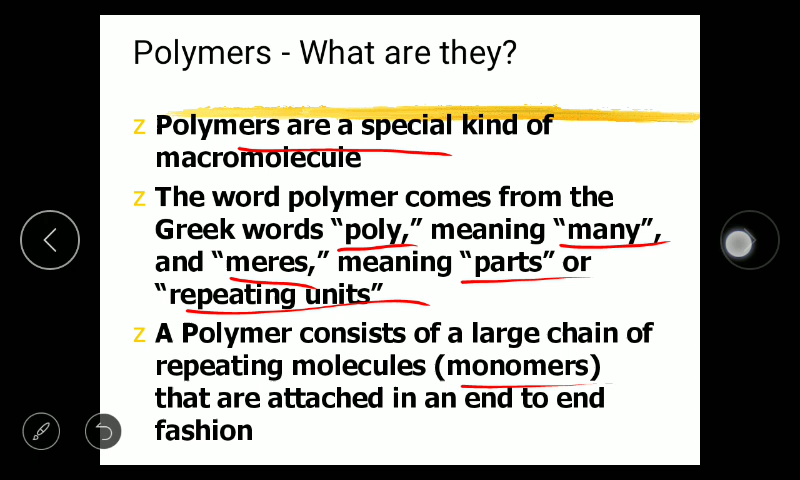 Polymers - What are they?
z Polymers are a special kind of
macromolecule
z The word polymer comes from the
Greek words “poly,” meaning “many”,
and “meres,” meaning “parts” or
“repeating units”
z A Polymer consists of a large chain of
repeating molecules (monomers)
that are attached in an end to end
fashion